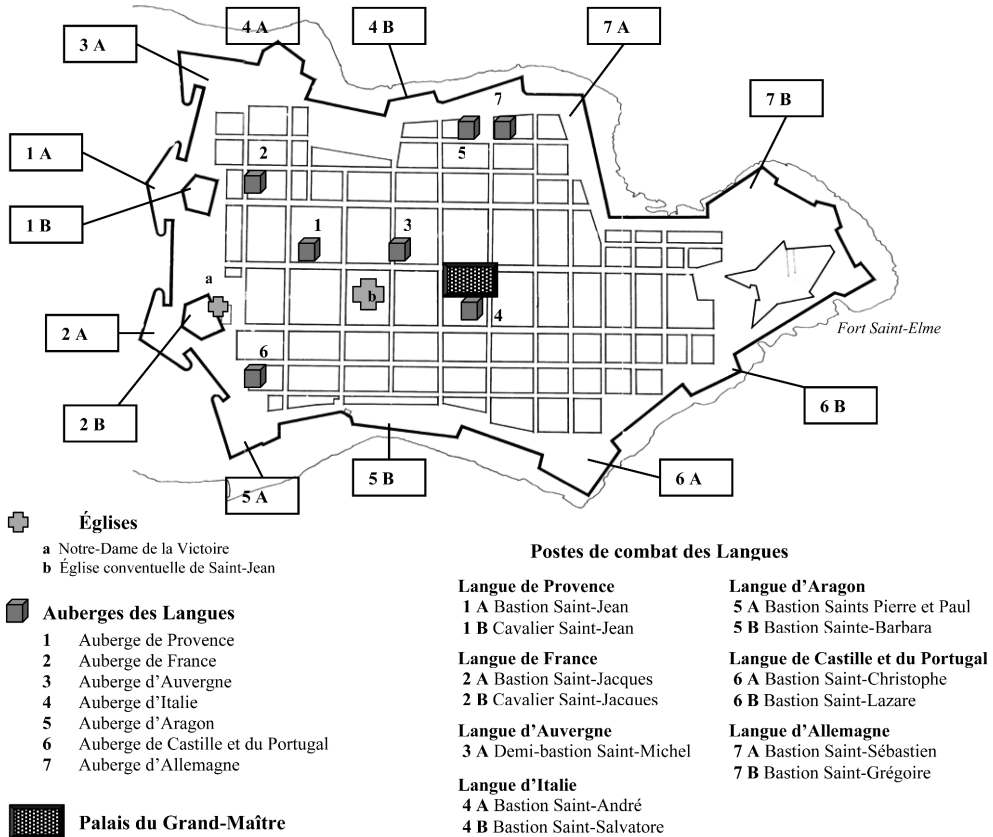 4 A
4 B
7 A
3 A
7 B
7
1 A
2
5
1 B
1
3
a
b
4
2 A
Fort Saint-Elme
6
2 B
6 B
5 A
5 B
6 A
Églises
a Notre-Dame de la Victoire
b Église conventuelle de Saint-Jean
Auberges des Langues
1 Auberge de Provence
2 Auberge de France
3 Auberge d'Auvergne
4 Auberge d'Italie
5 Auberge d'Aragon
6 Auberge de Castille et du Portugal
7 Auberge d'Allemagne
Palais du Grand-Maître
Postes de combat des Langues
Langue de Provence
1 A Bastion Saint-Jean
1 B Cavalier Saint-Jean
Langue de France
2 A Bastion Saint-Jacques
2 B Cavalier Saint-Jacques
Langue d'Auvergne
3 A Demi-bastion Saint-Michel
Langue d'Italie
4 A Bastion Saint-André
4 B Bastion Saint-Salvatore
Langue d'Aragon
5 A Bastion Saints Pierre et Paul
5 B Bastion Sainte-Barbara
Langue de Castille et du Portugal
6 A Bastion Saint-Christophe
6 B Bastion Saint-Lazare
Langue d'Allemagne
7 A Bastion Saint-Sébastien
7 B Bastion Saint-Grégoire